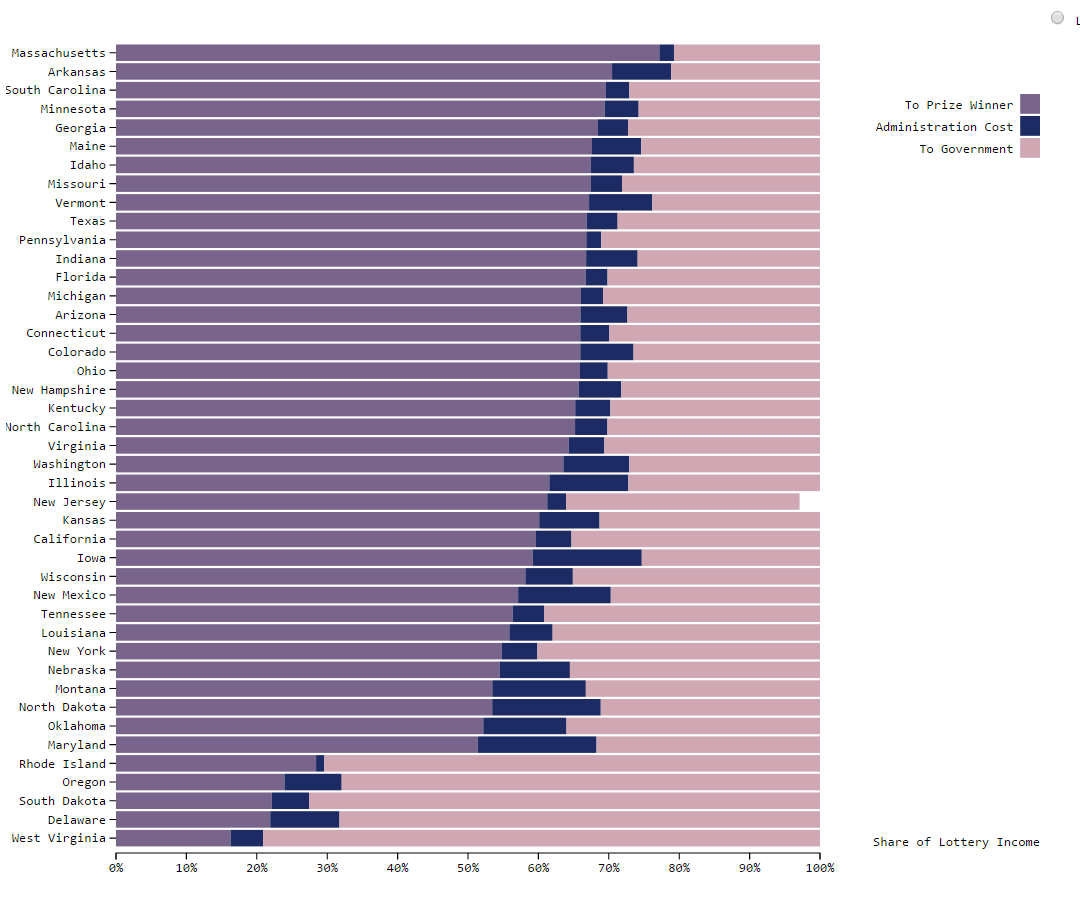 L
Massachusetts
Arkansas
South Carolina
Minnesota
Georgia
Maine
Idaho
Missouri
Vermont
Texas
Pennsylvania
Indiana
Florida
Michigan
Arizona
Connecticut
Colorado
Ohio
New Hampshire
Kentucky
North Carolina
Virginia
Washington
Illinois
New Jersey
Kansas
California
Iowa
Wisconsin
New Mexico
Tennessee
Louisiana
New York
Nebraska
Montana
North Dakota
Oklahoma
Maryland
Rhode Island
Oregon
South Dakota
Delaware
West Virginia
0% 10% 20% 30% 40% 50% 60% 70% 80% 90% 100%
To Prize Winner
Administration Cost
To Government
Share of Lottery Income